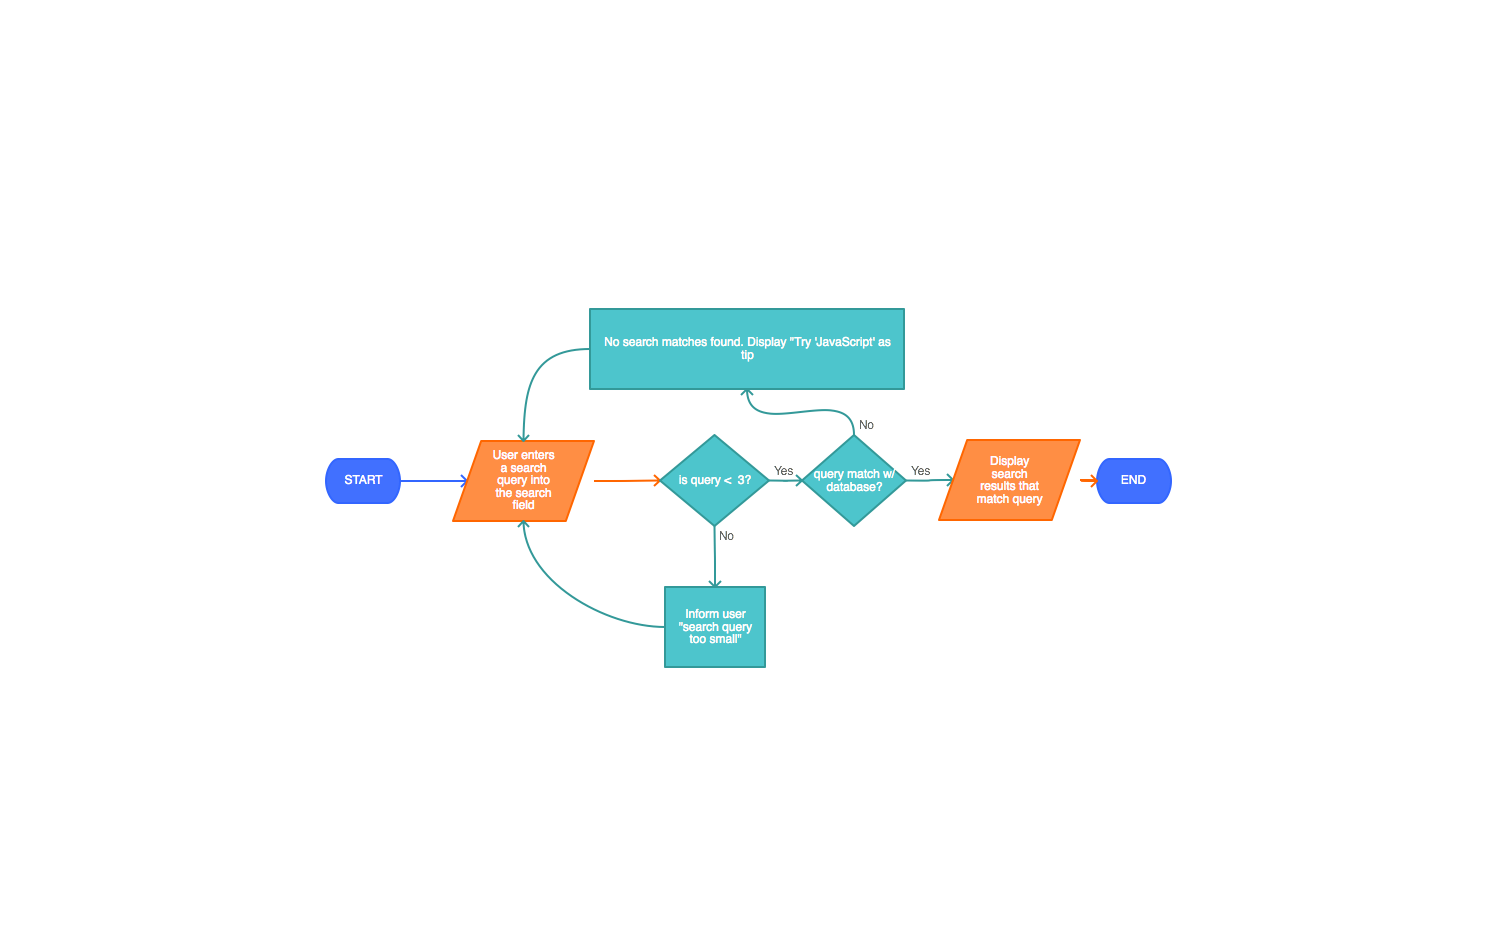 No search matches found. Display "Try 'JavaScript' as
tip
No
START
User enters
a search
query into
the search
field
is query < 3?
Yes
query match w/
database?
Yes
Display
search
results that
match query
END
No
Inform user
"search query
too small"